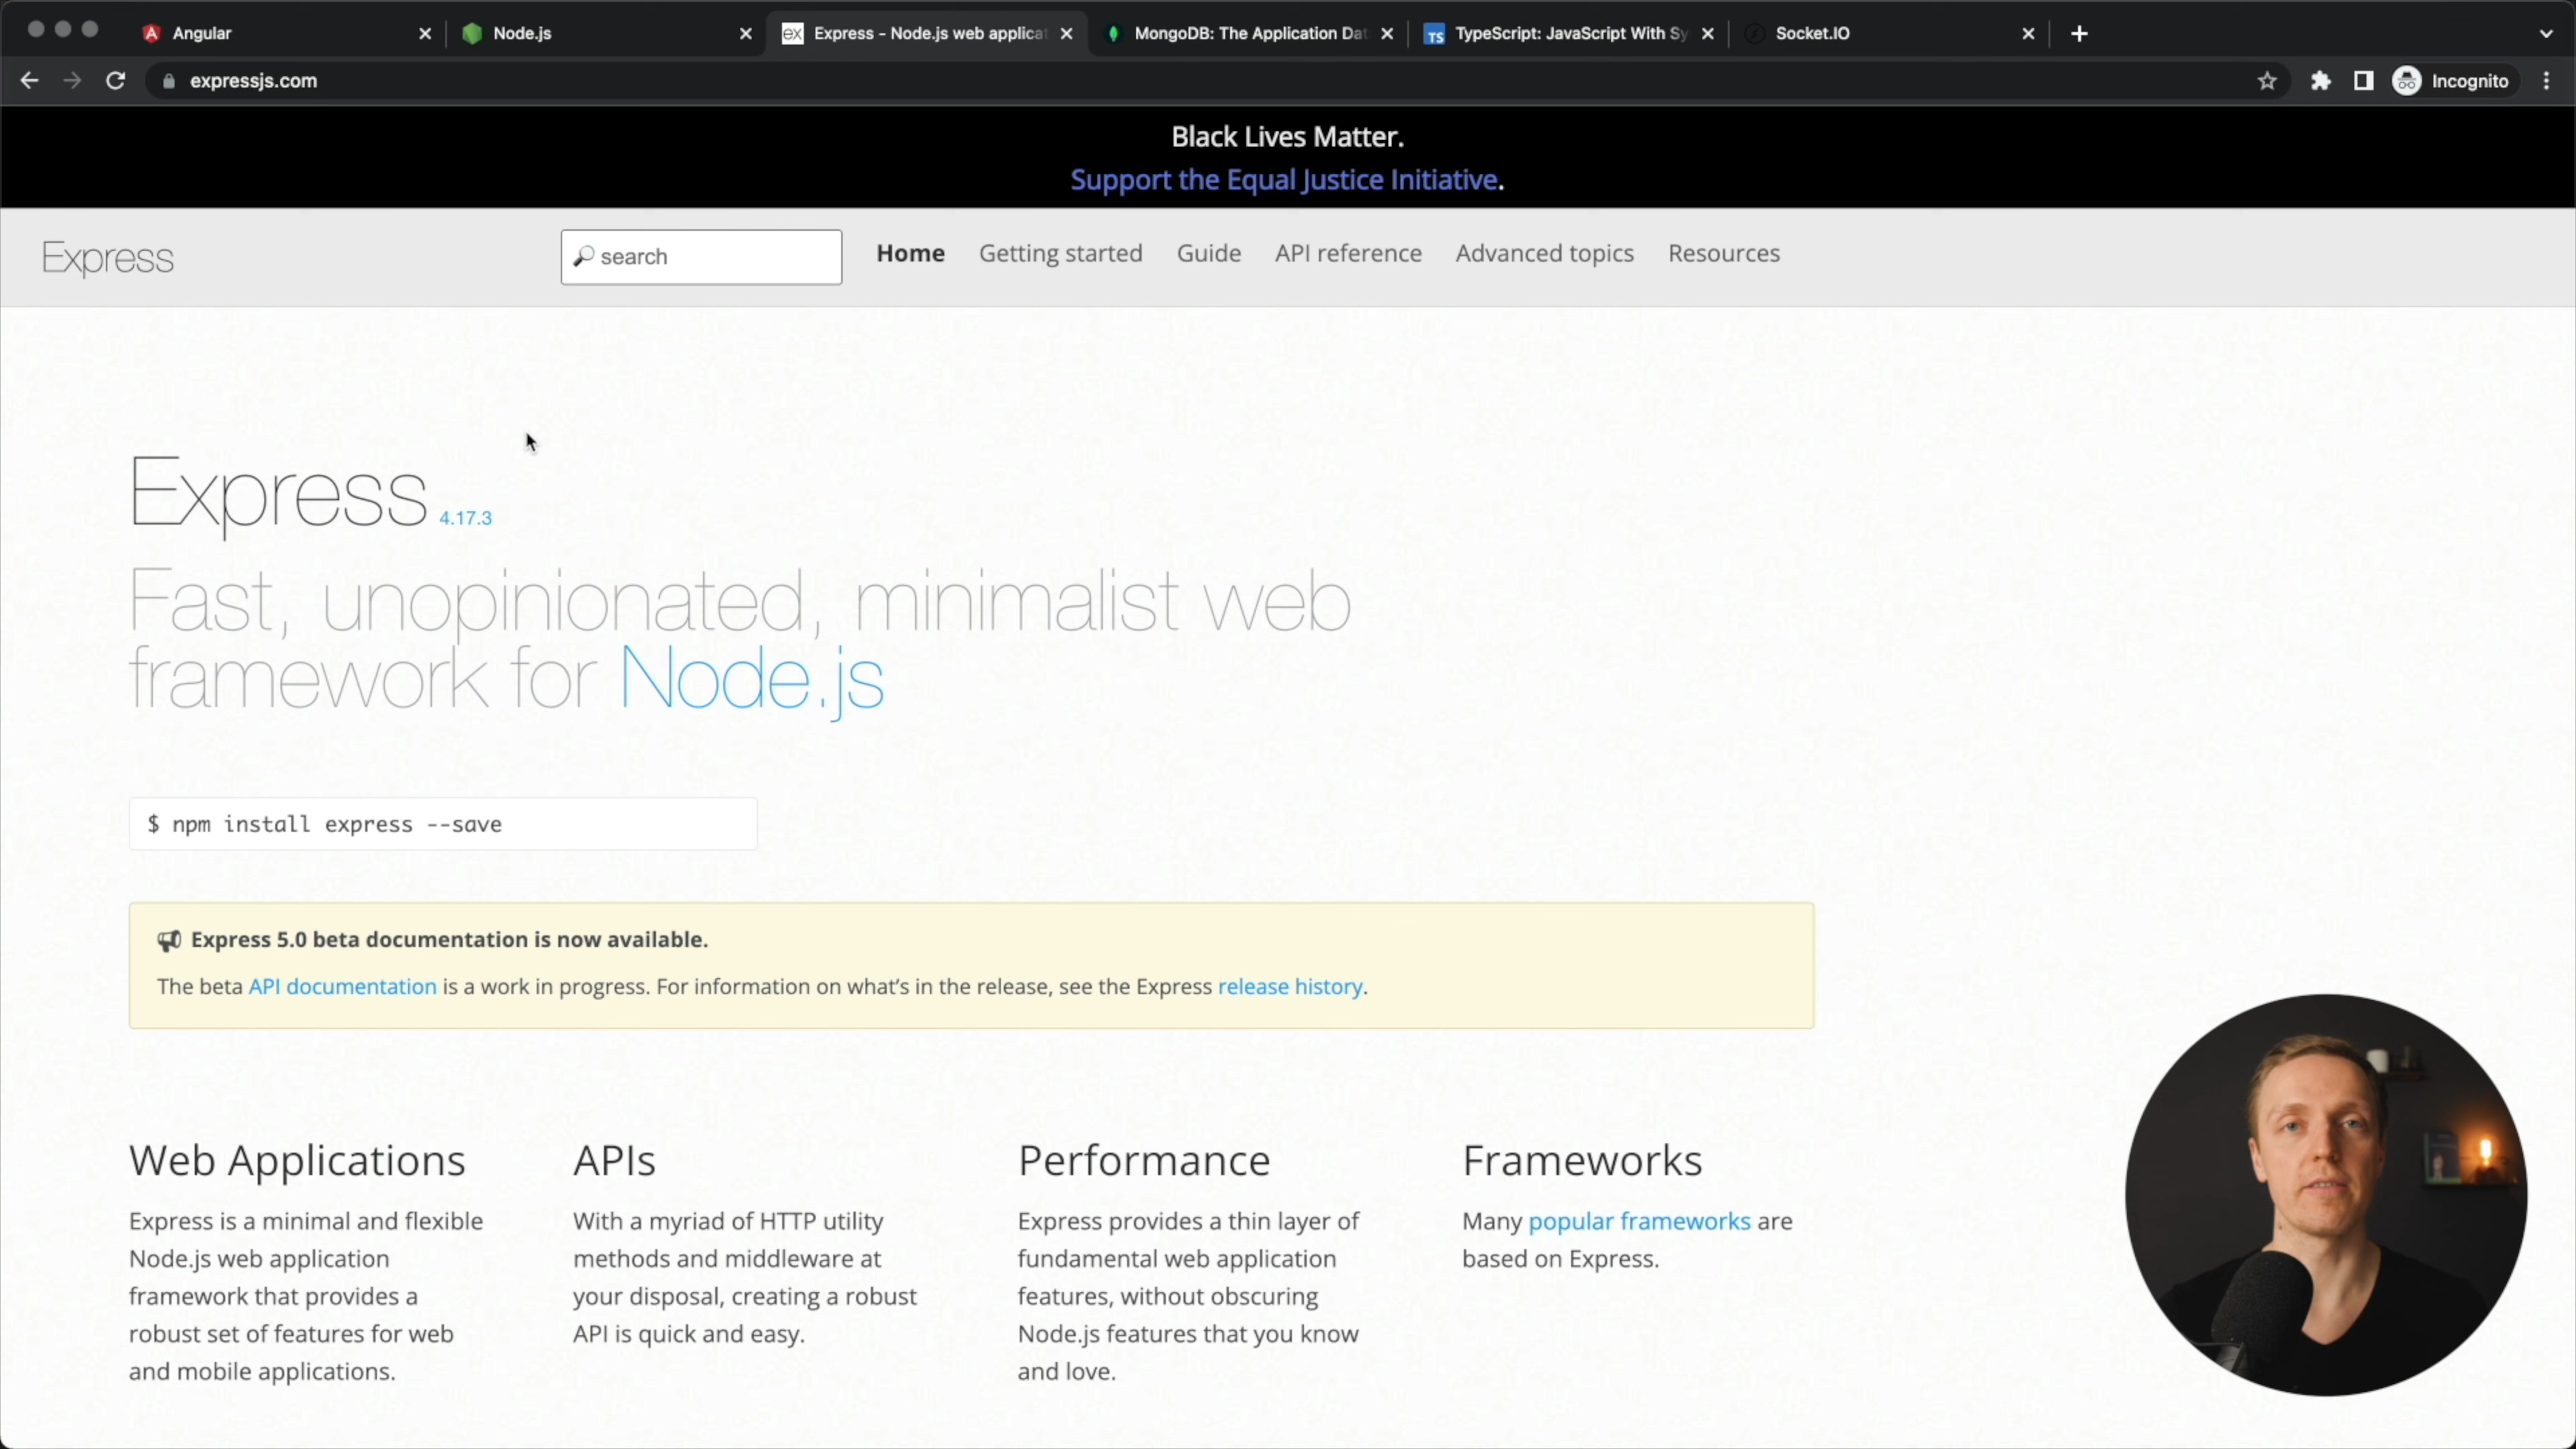 Angular
Node.js
Express - Node.js web applicat
MongoDB: The Application Dat
TypeScript: JavaScript With Sy
Socket.IO
expressjs.com
Incognito
Black Lives Matter.
Support the Equal Justice Initiative.
Express
search
Home
Getting started
Guide
API reference
Advanced topics
Resources
Express 4.17.3
Fast, unopinionated, minimalist web
framework for Node.js
$ npm install express --save
Express 5.0 beta documentation is now available.
The beta API documentation is a work in progress. For information on what's in the release, see the Express release history.
Web Applications
Express is a minimal and flexible
Node.js web application
framework that provides a
robust set of features for web
and mobile applications.
APIs
With a myriad of HTTP utility
methods and middleware at
your disposal, creating a robust
API is quick and easy.
Performance
Express provides a thin layer of
fundamental web application
features, without obscuring
Node.js features that you know
and love.
Frameworks
Many popular frameworks are
based on Express.